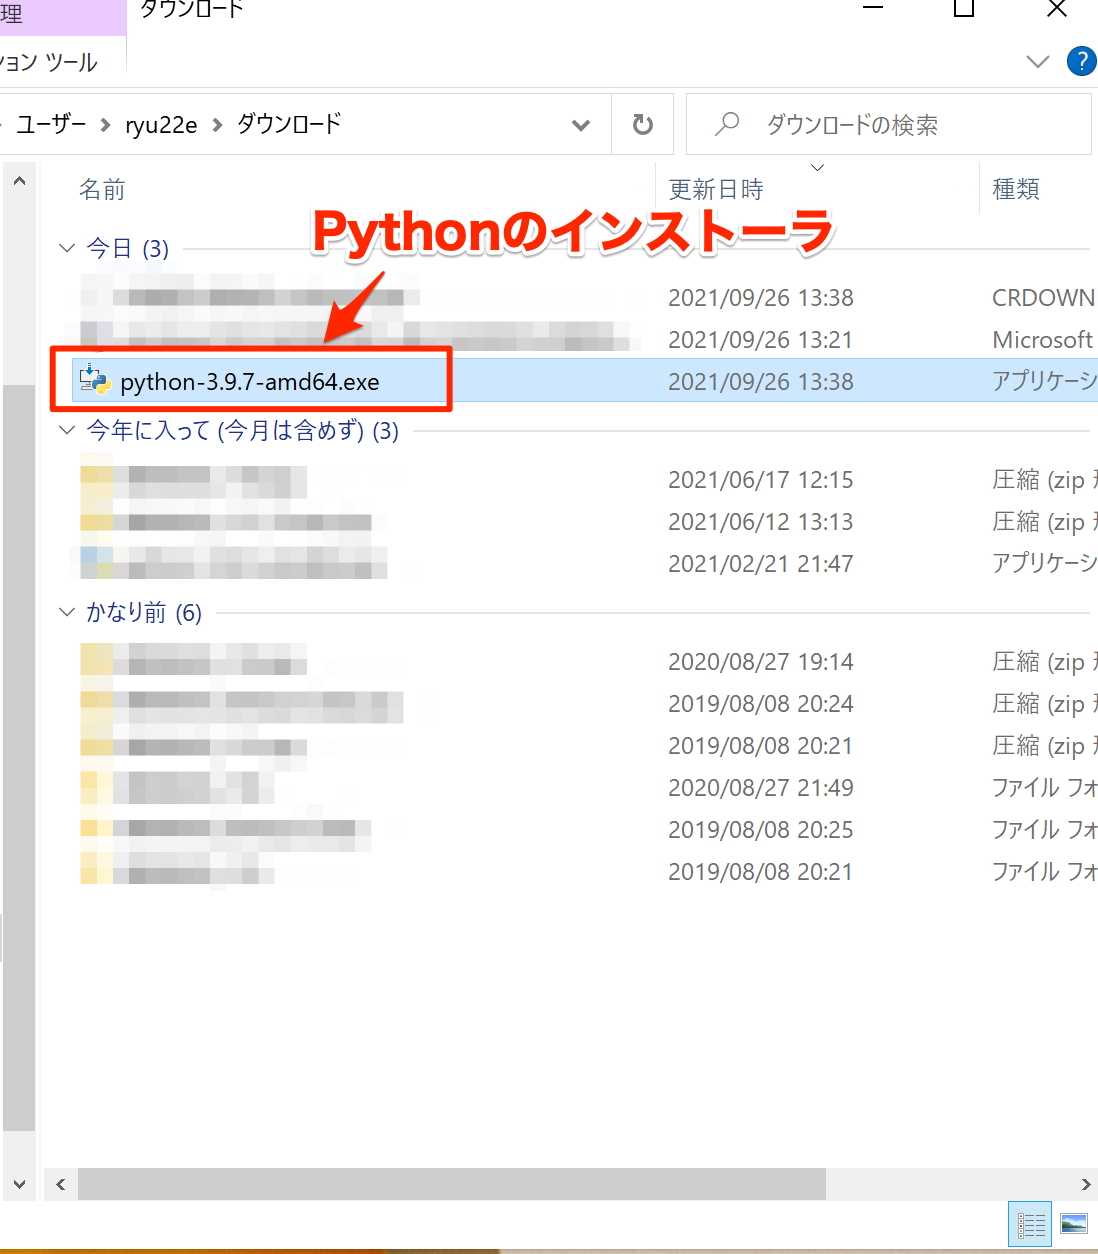 理
ダウンロード
ョン ツール
?
ユーザー > ryu22e > ダウンロード
ダウンロードの検索
名前
更新日時
種類
Pythonのインストーラ
今日 (3)
2021/09/26 13:38 CRDOWN
2021/09/26 13:21 Microsoft
python-3.9.7-amd64.exe 2021/09/26 13:38 アプリケーシ
今年に入って (今月は含めず) (3)
2021/06/17 12:15 圧縮 (zip
2021/06/12 13:13 圧縮 (zip
2021/02/21 21:47 アプリケーシ
かなり前 (6)
2020/08/27 19:14 圧縮 (zip
2019/08/08 20:24 圧縮 (zip
2019/08/08 20:21 圧縮 (zip
2020/08/27 21:49 ファイル フォ
2019/08/08 20:25 ファイル フォ
2019/08/08 20:21 ファイル フォ